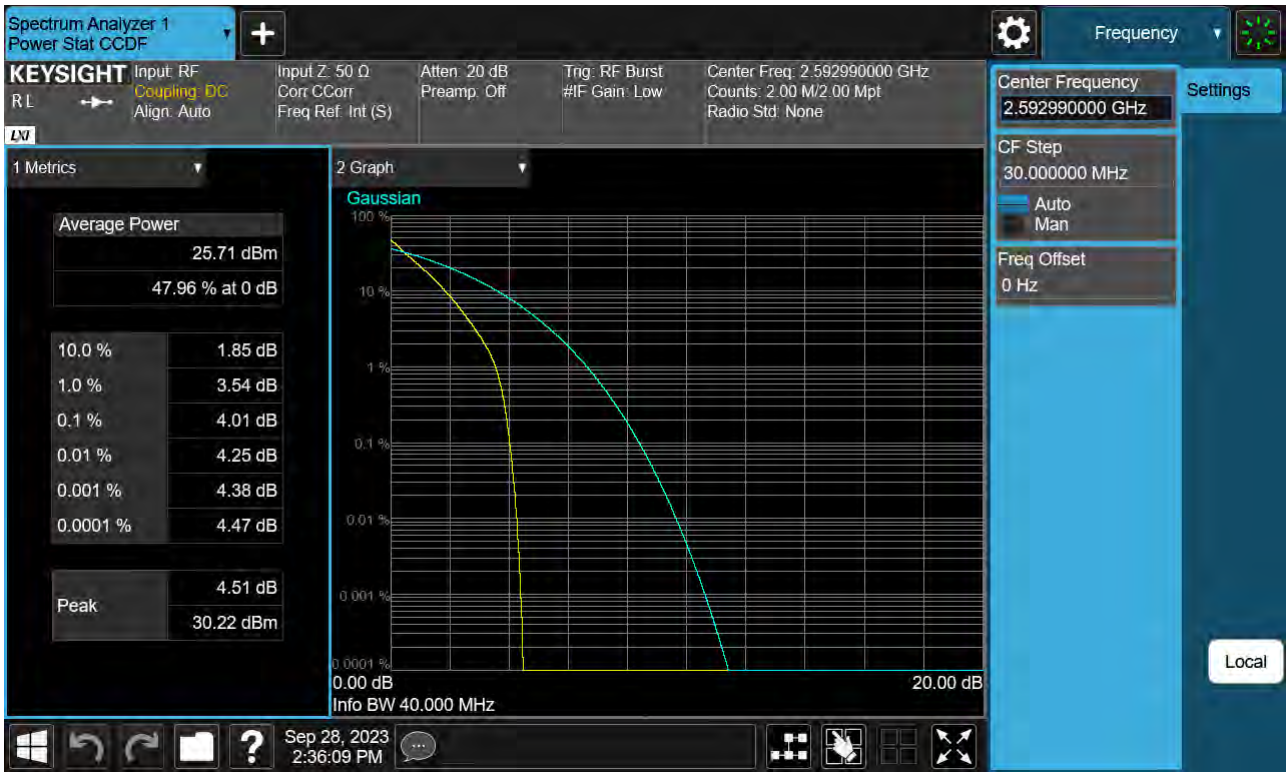 Spectrum Analyzer 1
Power Stat CCDF
+
Frequency
KEYSIGHT
RL
LXI
Input: RF
Coupling: DC
Align: Auto
Input Z: 50 Ω
Corr CCorr
Freq Ref: Int (S)
Atten: 20 dB
Preamp: Off
Trig: RF Burst
#IF Gain: Low
Center Freq: 2.592990000 GHz
Counts: 2.00 M/2.00 Mpt
Radio Std: None
Center Frequency
2.592990000 GHz
Settings
CF Step
30.000000 MHz
Auto
Man
Freq Offset
0 Hz
Local
1 Metrics
Average Power
25.71 dBm
47.96 % at 0 dB
10.0 % 1.85 dB
1.0 % 3.54 dB
0.1 % 4.01 dB
0.01 % 4.25 dB
0.001 % 4.38 dB
0.0001 % 4.47 dB
Peak
4.51 dB
30.22 dBm
2 Graph
Gaussian
100 %
10 %
1 %
0.1 %
0.01 %
0.001 %
0.0001 %
0.00 dB 20.00 dB
Info BW 40.000 MHz
?
Sep 28, 2023
2:36:09 PM